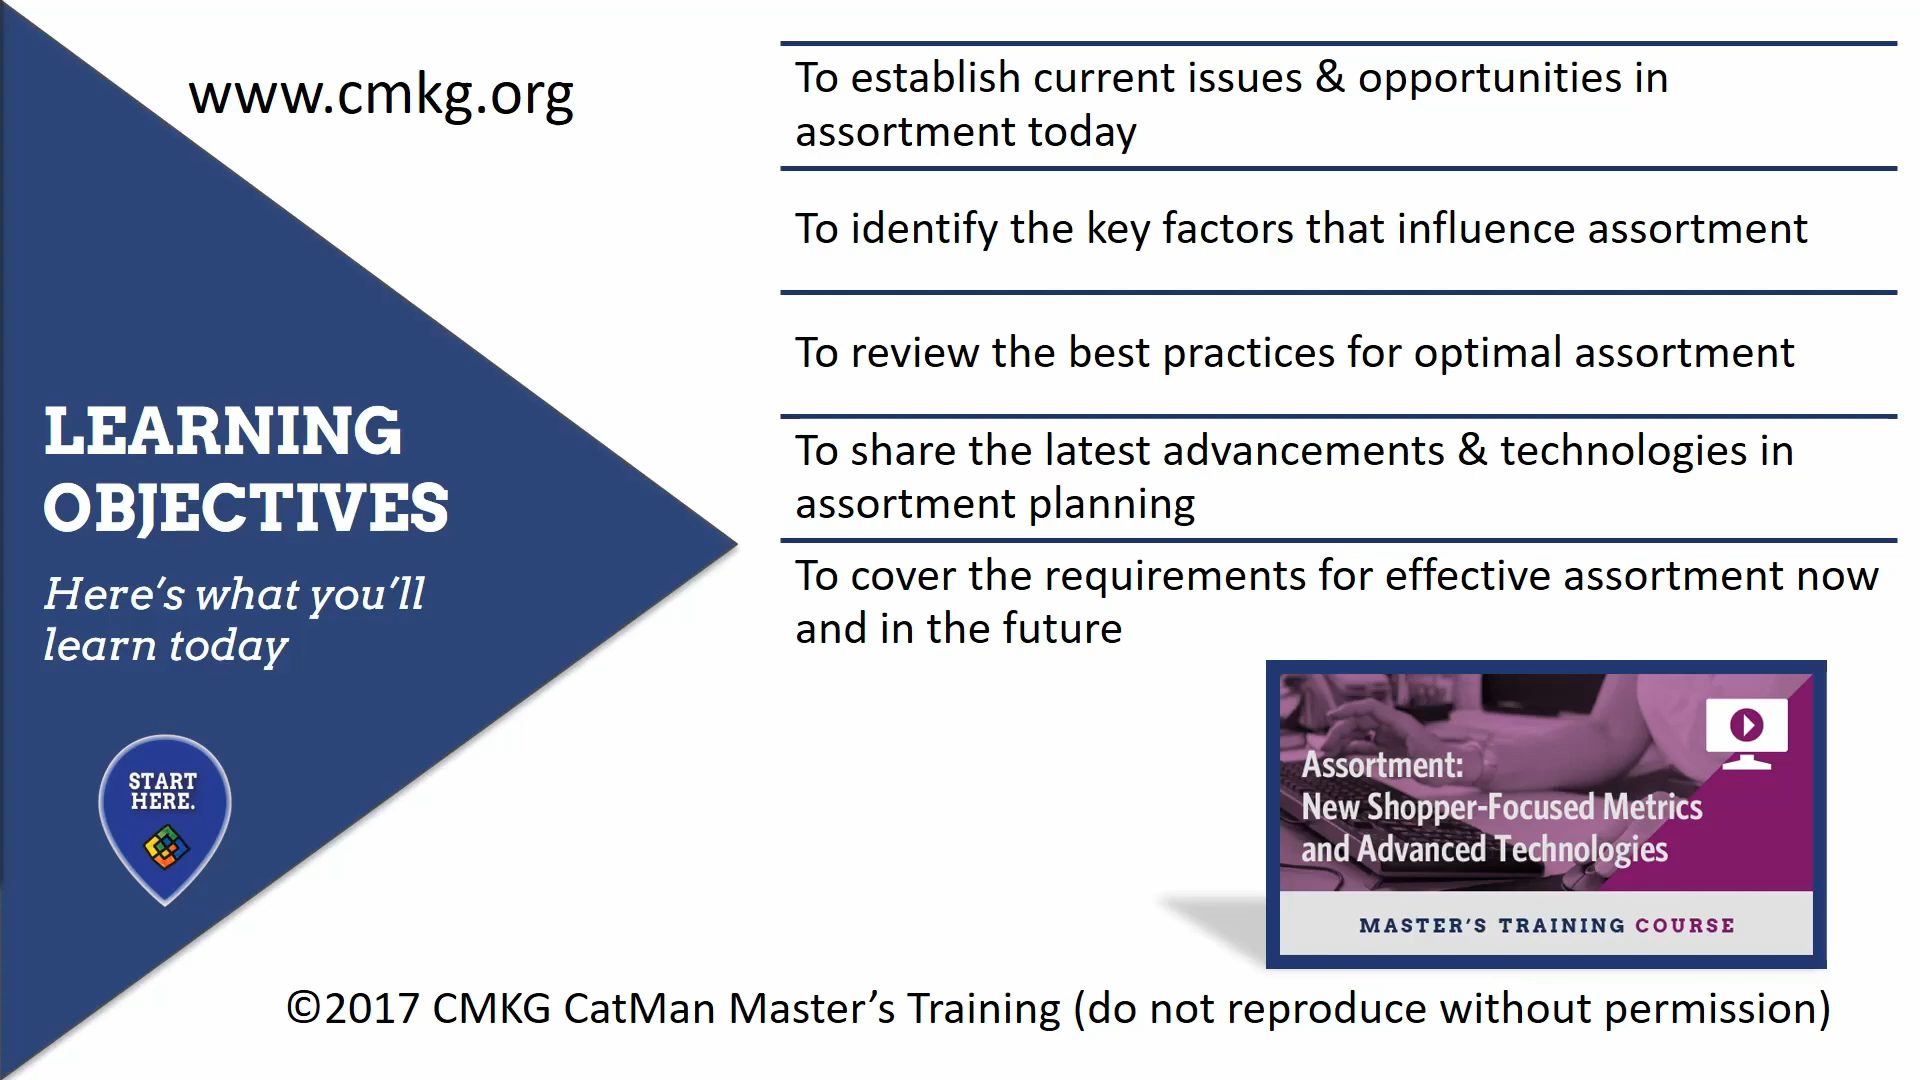 www.cmkg.org
LEARNING
OBJECTIVES
Here's what you'll
learn today
START
HERE.
To establish current issues & opportunities in
assortment today
To identify the key factors that influence assortment
To review the best practices for optimal assortment
To share the latest advancements & technologies in
assortment planning
To cover the requirements for effective assortment now
and in the future
Assortment:
New Shopper-Focused Metrics
and Advanced Technologies
MASTER'S TRAINING COURSE
©2017 CMKG CatMan Master's Training (do not reproduce without permission)